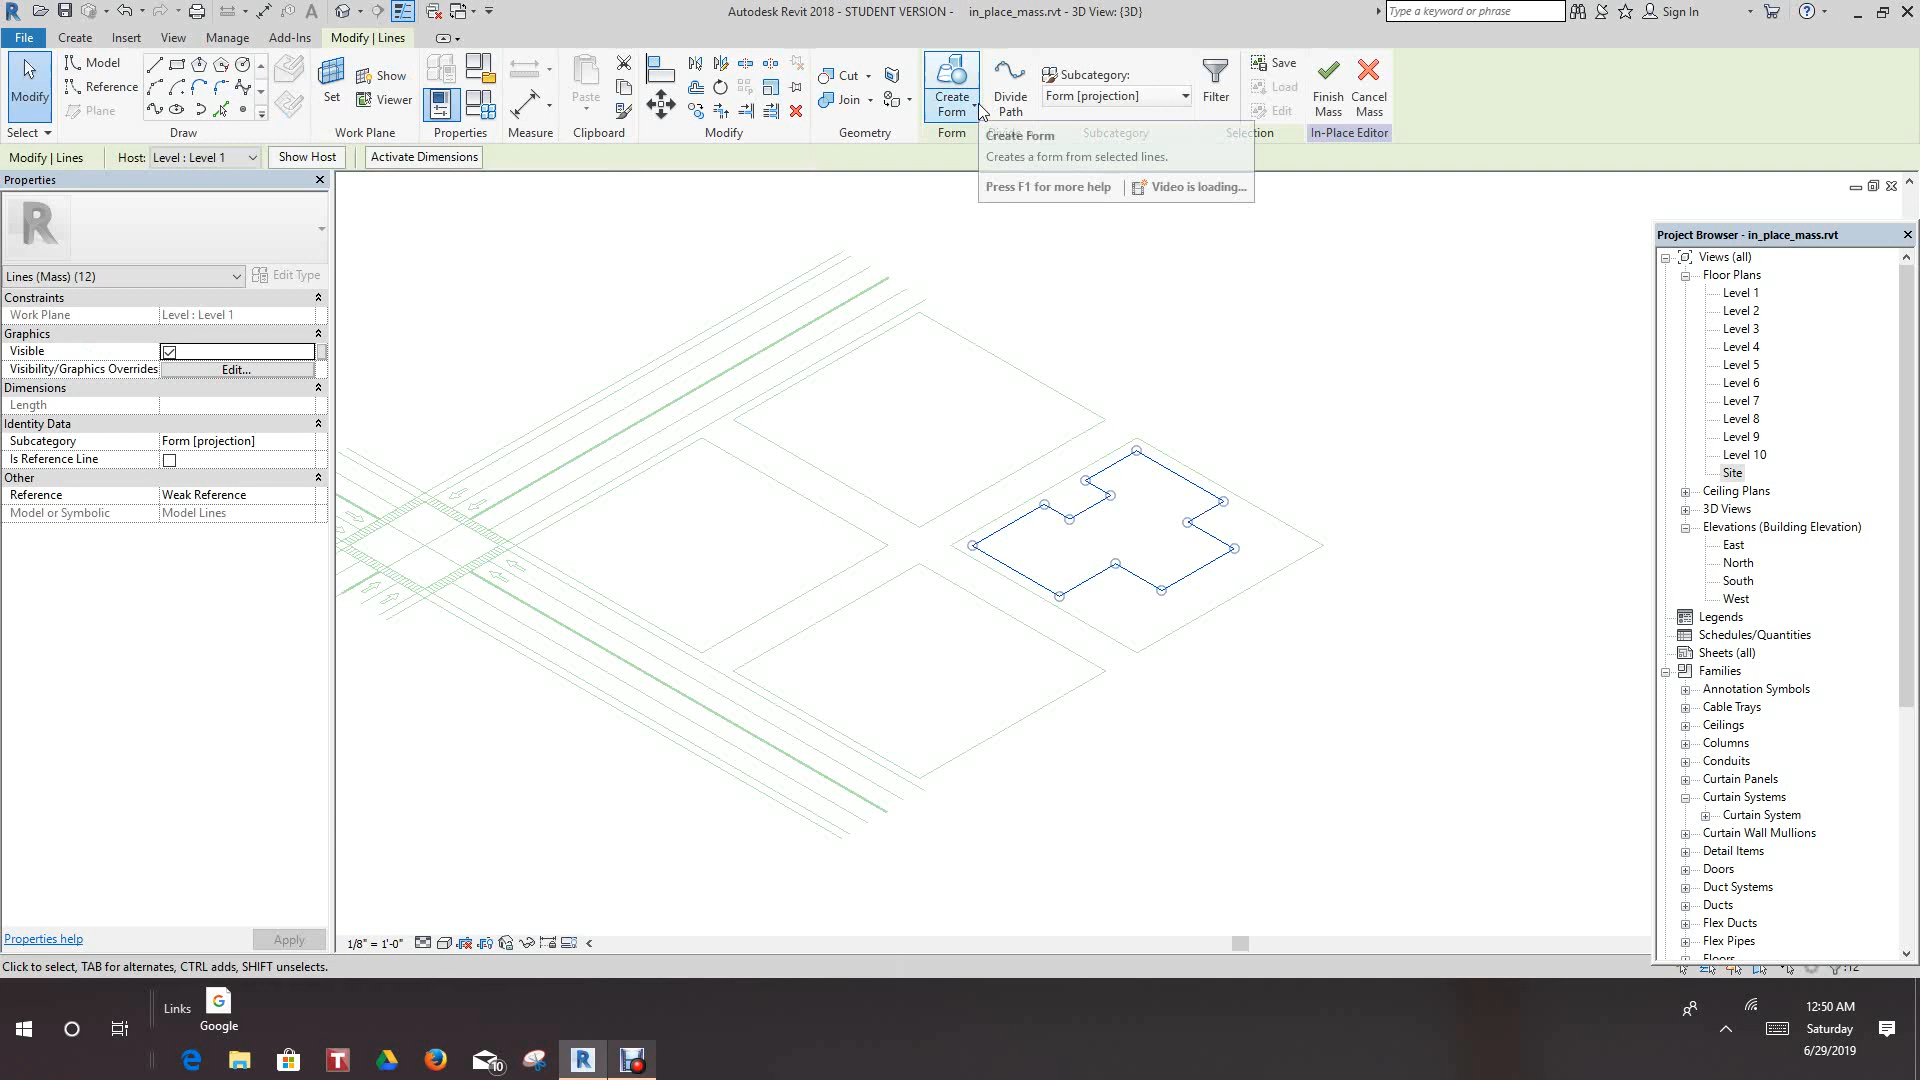 Autodesk Revit 2018 - STUDENT VERSION - in_place_mass.rvt - 3D View: {3D}
Type a keyword or phrase
Sign In
File Create Insert View Manage Add-Ins Modify | Lines
Modify
Select
Model
Reference
Plane
Draw
Set
Show
Viewer
Work Plane
Properties
Measure
Paste
Clipboard
Modify
Cut
Join
Geometry
Create
Form
Form
Divide
Path
Subcategory:
Form [projection]
Subcategory
Filter
Save
Load
Edit
Selection
Finish
Mass
Cancel
Mass
In-Place Editor
Modify | Lines
Host: Level : Level 1
Show Host
Activate Dimensions
Create Form
Creates a form from selected lines.
Press F1 for more help
Video is loading...
Properties
Lines (Mass) (12)
Edit Type
Constraints
Work Plane Level : Level 1
Graphics
Visible
Visibility/Graphics Overrides Edit...
Dimensions
Length
Identity Data
Subcategory Form [projection]
Is Reference Line
Other
Reference Weak Reference
Model or Symbolic Model Lines
Properties help
Apply
1/8" = 1'-0"
Project Browser - in_place_mass.rvt
Views (all)
Floor Plans
Level 1
Level 2
Level 3
Level 4
Level 5
Level 6
Level 7
Level 8
Level 9
Level 10
Site
Ceiling Plans
3D Views
Elevations (Building Elevation)
East
North
South
West
Legends
Schedules/Quantities
Sheets (all)
Families
Annotation Symbols
Cable Trays
Ceilings
Columns
Conduits
Curtain Panels
Curtain Systems
Curtain System
Curtain Wall Mullions
Detail Items
Doors
Duct Systems
Ducts
Flex Ducts
Flex Pipes
Floors
Click to select, TAB for alternates, CTRL adds, SHIFT unselects.
:12
Links
Google
10
12:50 AM
Saturday
6/29/2019